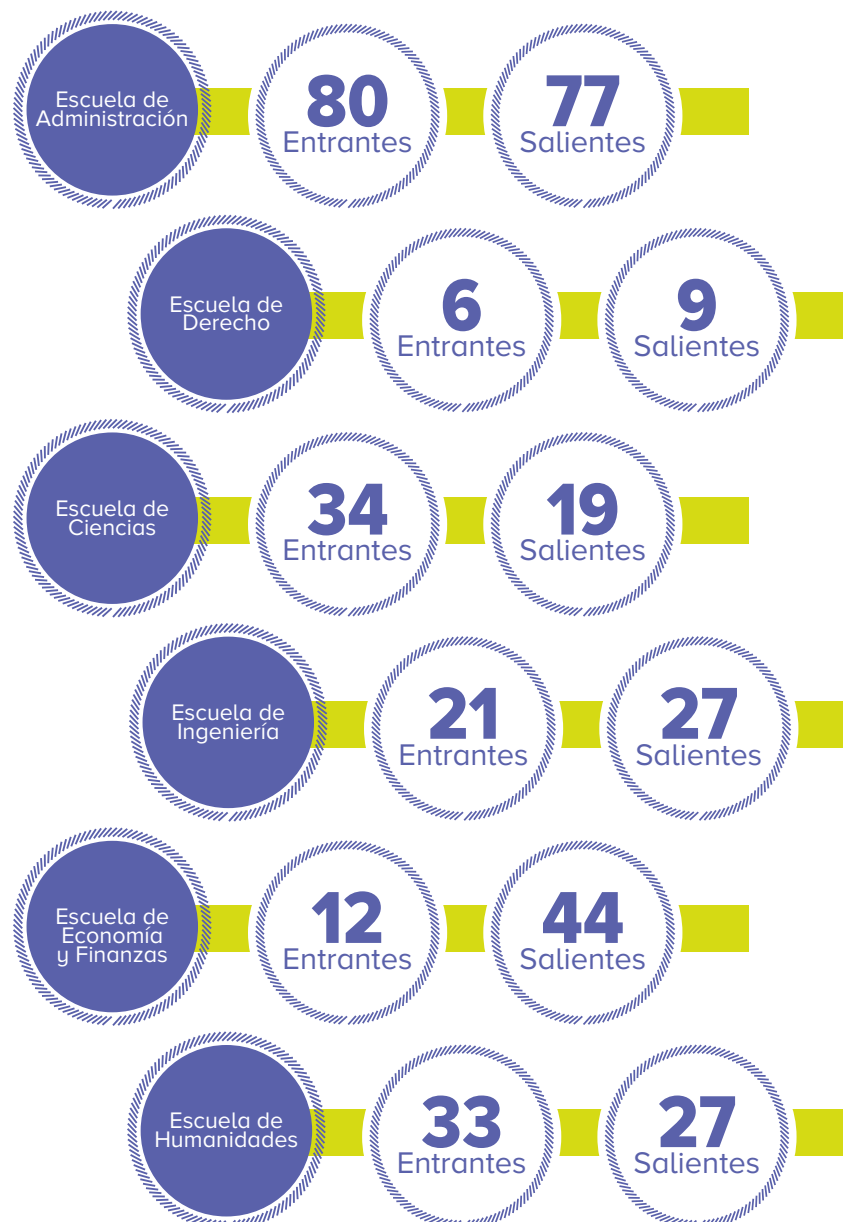 Escuela de
Administración
80
Entrantes
77
Salientes
Escuela de
Derecho
6
Entrantes
9
Salientes
Escuela de
Ciencias
34
Entrantes
19
Salientes
Escuela de
Ingeniería
21
Entrantes
27
Salientes
Escuela de
Economía
y Finanzas
12
Entrantes
44
Salientes
Escuela de
Humanidades
33
Entrantes
27
Salientes